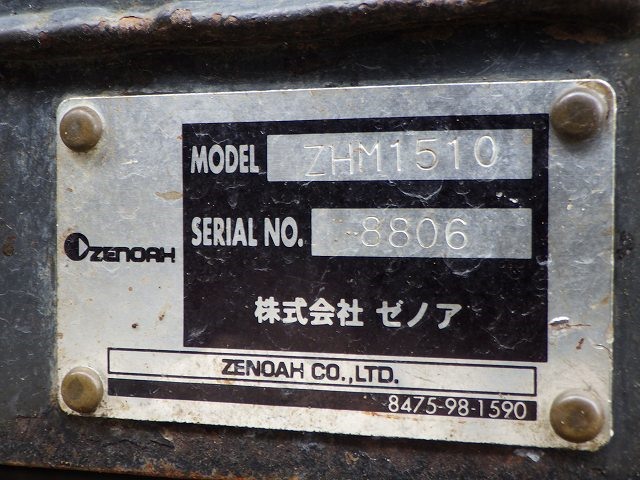 MODEL ZHM1510
SERIAL NO. -8806
ZENOAH
株式会社 ゼノア
ZENOAH CO.,LTD.
8475-98-1590